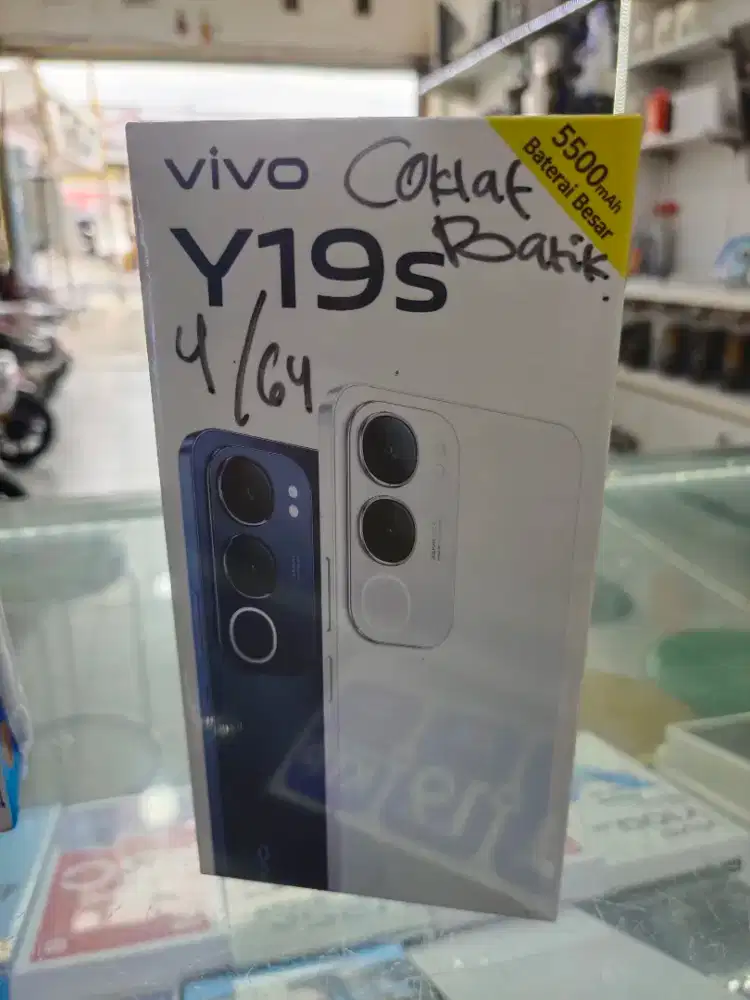 vivo
Coklat
Batik.
Y19s
4/64
5500mAh
Baterai Besar